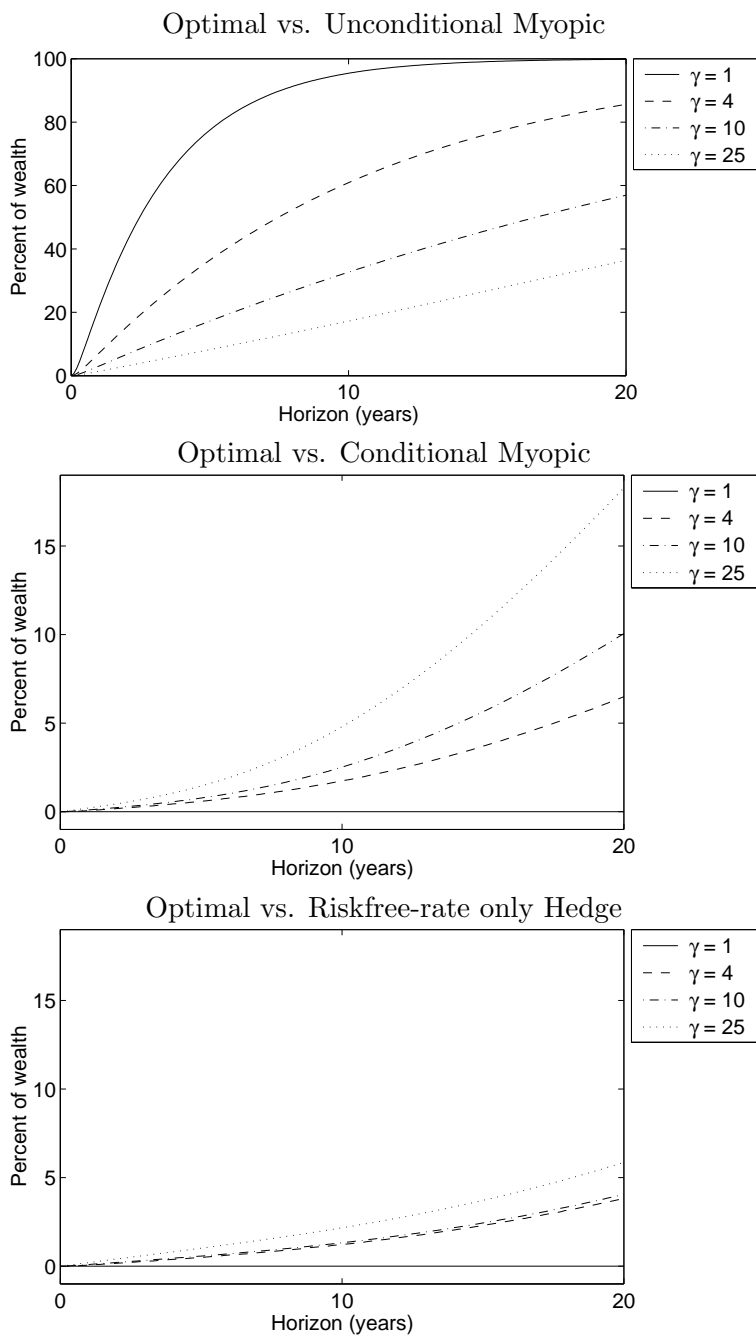 Optimal vs. Unconditional Myopic
100
80
60
40
20
0
Percent of wealth
0 10 20
Horizon (years)
γ = 1
γ = 4
γ = 10
γ = 25
Optimal vs. Conditional Myopic
15
10
5
0
Percent of wealth
0 10 20
Horizon (years)
γ = 1
γ = 4
γ = 10
γ = 25
Optimal vs. Riskfree-rate only Hedge
15
10
5
0
Percent of wealth
0 10 20
Horizon (years)
γ = 1
γ = 4
γ = 10
γ = 25